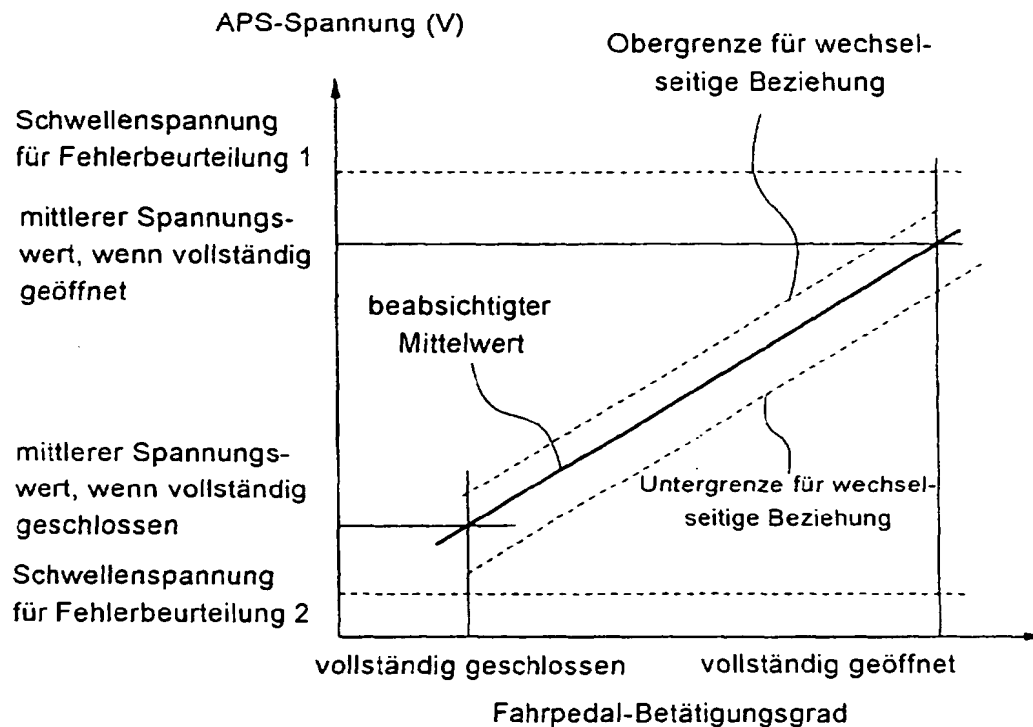 APS-Spannung (V)
Obergrenze für wechsel-
seitige Beziehung
Schwellenspannung
für Fehlerbeurteilung 1
mittlerer Spannungs-
wert, wenn vollständig
geöffnet
beabsichtigter
Mittelwert
mittlerer Spannungs-
wert, wenn vollständig
geschlossen
Untergrenze für wechsel-
seitige Beziehung
Schwellenspannung
für Fehlerbeurteilung 2
vollständig geschlossen
vollständig geöffnet
Fahrpedal-Betätigungsgrad